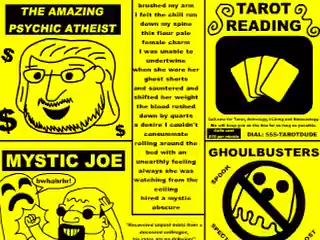 THE AMAZING
PSYCHIC ATHEIST
$
$
$
brushed my arm
I felt the chill run
down my spine
this flour pale
female charm
I was unable to
undertwine
when she wore her
ghost shorts
and sauntered and
shifted her weight
the blood rushed
down by quarts
a desire I couldn't
consummate
rolling around the
bed with an
unearthly feeling
always she was
watching from the
ceiling
hired a mystic
obscure
TAROT
READING
DIAL: 555-TAROTDUDE
MYSTIC JOE
bwhahrhr!
GHOULBUSTERS
SPOOK